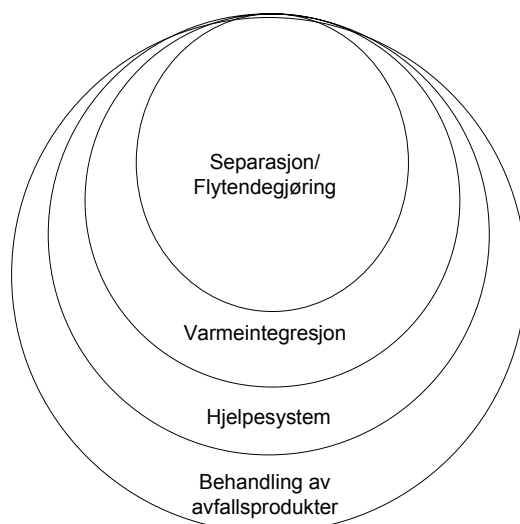 Separasjon/
Flytendegjøring
Varmeintegresjon
Hjelpesystem
Behandling av
avfallsprodukter